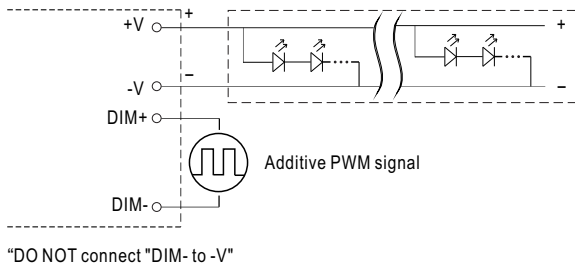 +V + +
-V – –
DIM+
Additive PWM signal
DIM-
“DO NOT connect "DIM- to -V"